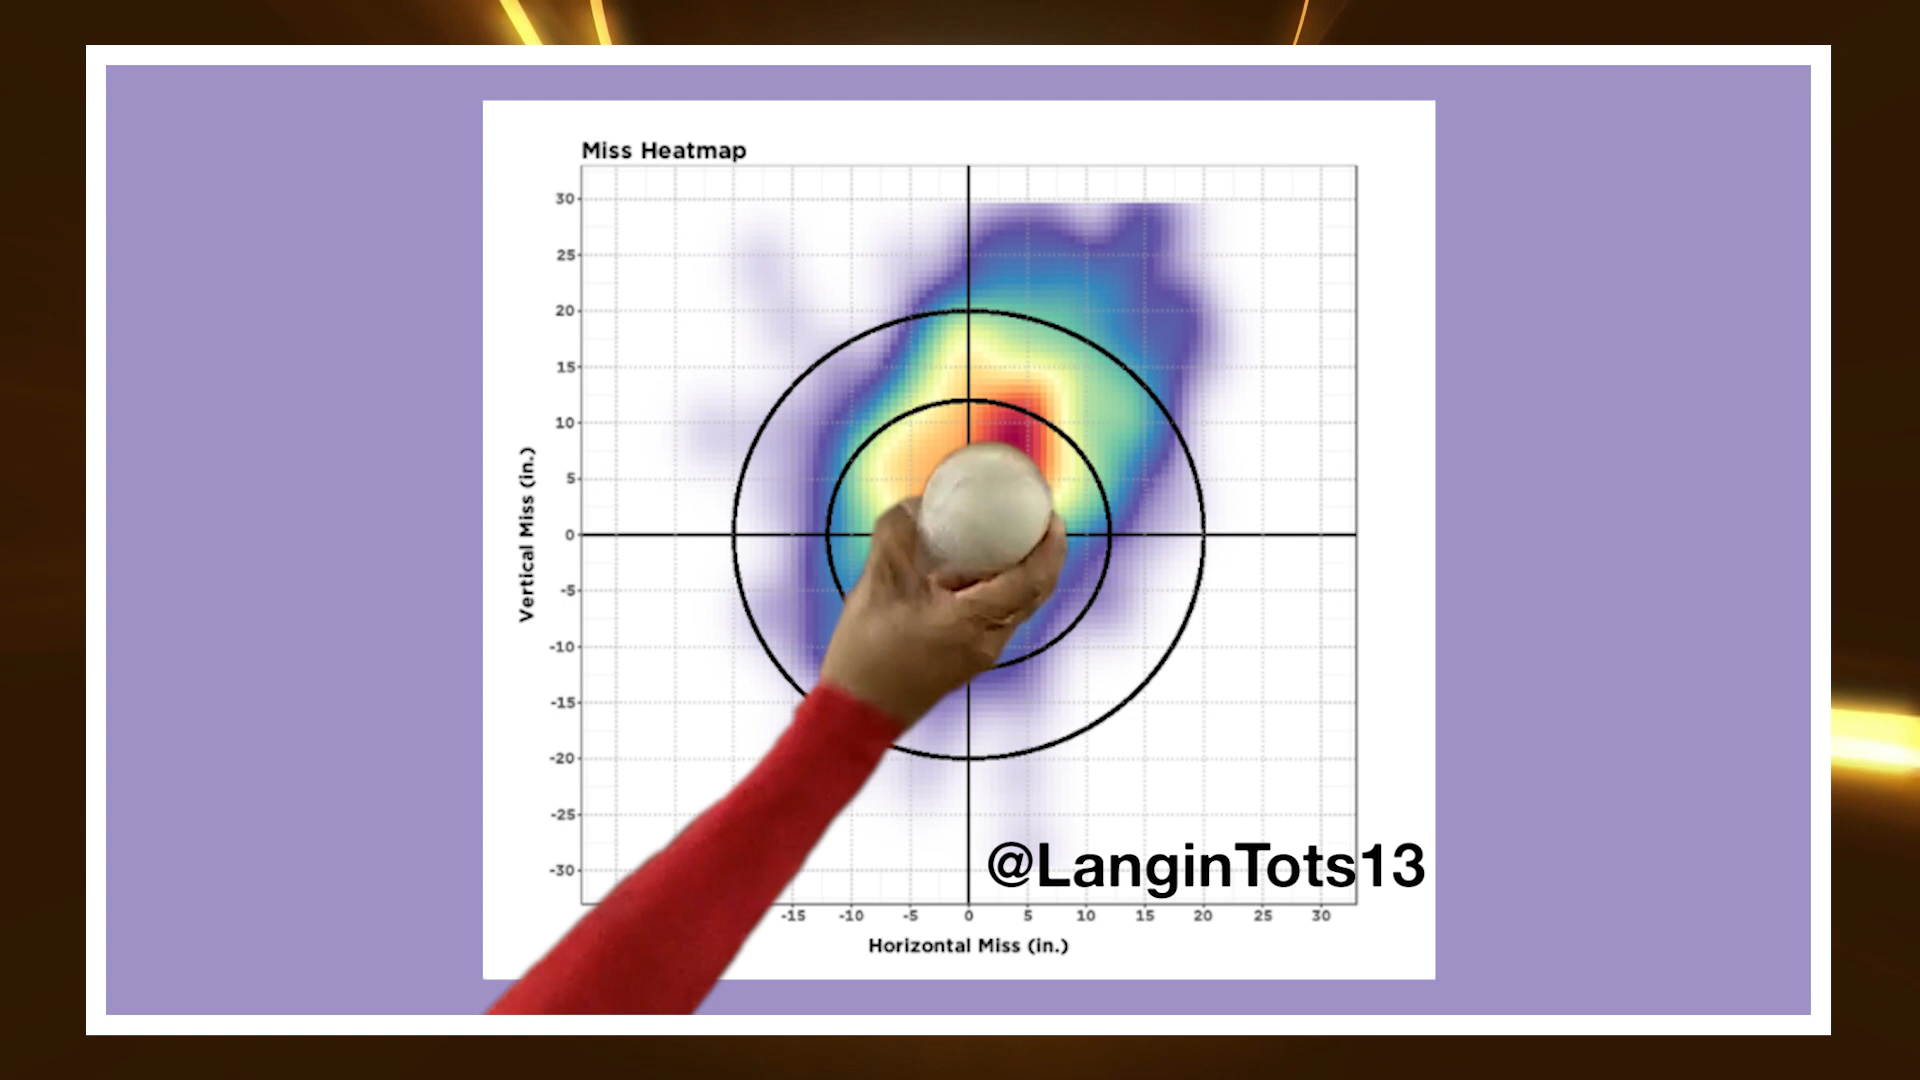 Miss Heatmap
30
25
20
15
10
5
0
-5
-10
-15
-20
-25
-30
Vertical Miss (in.)
-15 -10 -5 0 5 10 15 20 25 30
Horizontal Miss (in.)
@LanginTots13